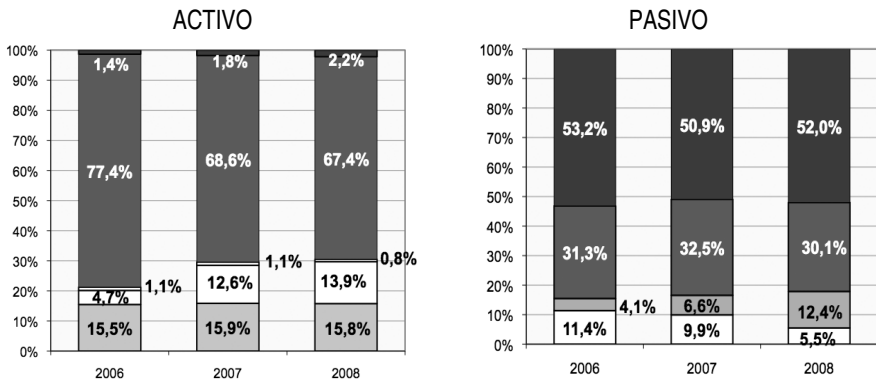 ACTIVO
100%
90%
80%
70%
60%
50%
40%
30%
20%
10%
0%
1,4% 1,8% 2,2%
77,4% 68,6% 67,4%
1,1% 1,1% 0,8%
4,7% 12,6% 13,9%
15,5% 15,9% 15,8%
2006 2007 2008
PASIVO
100%
90%
80%
70%
60%
50%
40%
30%
20%
10%
0%
53,2% 50,9% 52,0%
31,3% 32,5% 30,1%
4,1% 6,6% 12,4%
11,4% 9,9% 5,5%
2006 2007 2008